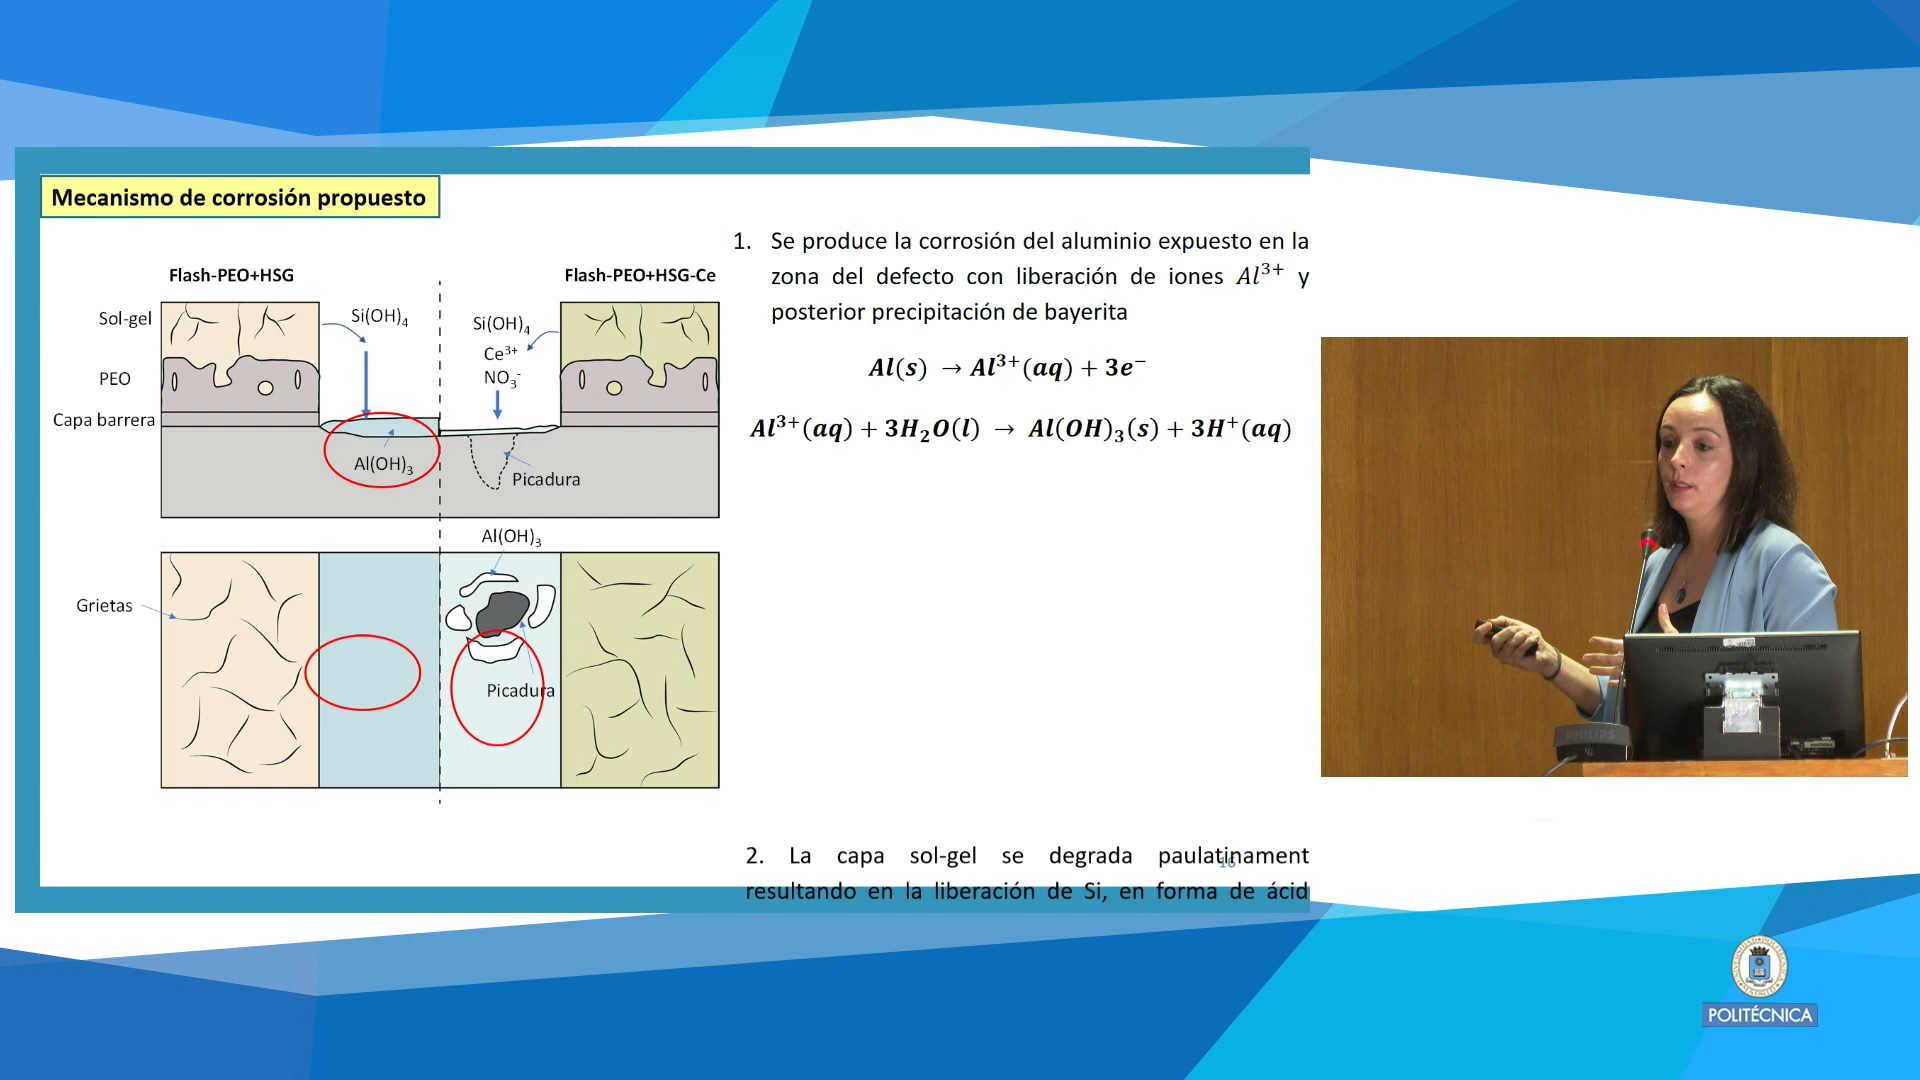 Mecanismo de corrosión propuesto
Flash-PEO+HSG
Flash-PEO+HSG-Ce
Sol-gel
PEO
Capa barrera
Si(OH)₄
Si(OH)₄
Ce³⁺
NO₃⁻
Al(OH)₃
Picadura
Al(OH)₃
Grietas
Picadura
1. Se produce la corrosión del aluminio expuesto en la
zona del defecto con liberación de iones Al³⁺ y
posterior precipitación de bayerita
Al(s) → Al³⁺(aq) + 3e⁻
Al³⁺(aq) + 3H₂O(l) → Al(OH)₃(s) + 3H⁺(aq)
2. La capa sol-gel se degrada paulatinament
resultando en la liberación de Si, en forma de ácid
16
PHILIPS
POLITÉCNICA